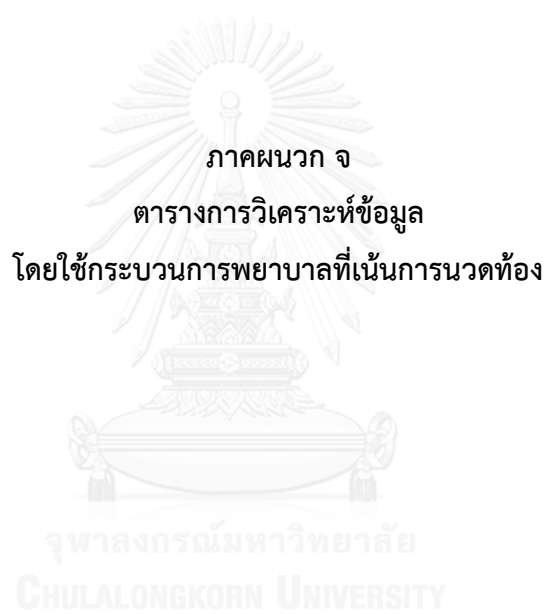 ภาคผนวก จ
ตารางการวิเคราะห์ข้อมูล
โดยใช้กระบวนการพยาบาลที่เน้นการนวดท้อง
จุฬาลงกรณ์มหาวิทยาลัย
CHULALONGKORN UNIVERSITY